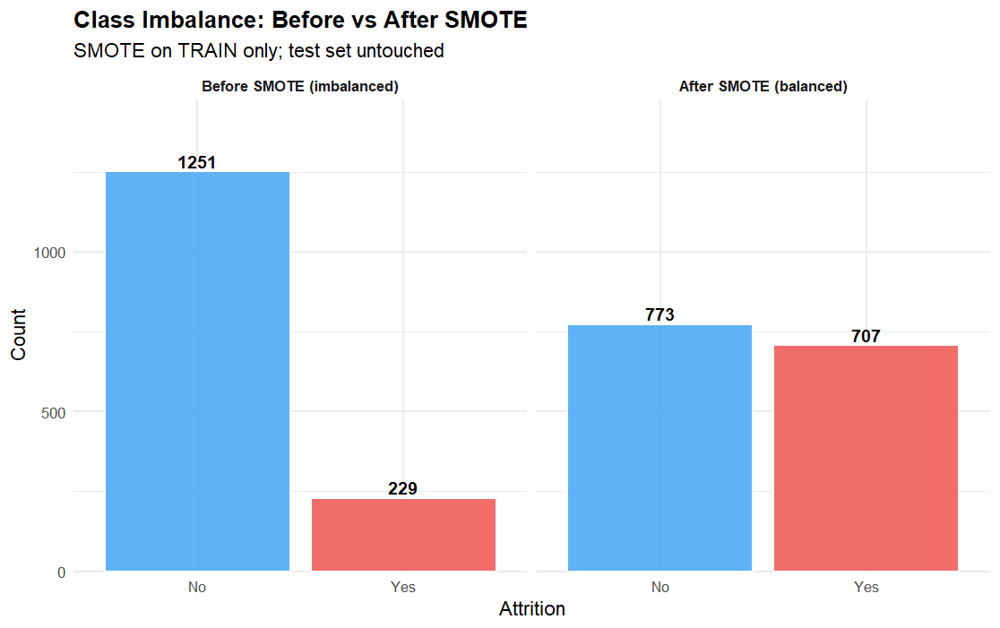 Class Imbalance: Before vs After SMOTE
SMOTE on TRAIN only; test set untouched
Before SMOTE (imbalanced)
After SMOTE (balanced)
1251
773
707
229
Count
1000
500
0
No
Yes
No
Yes
Attrition